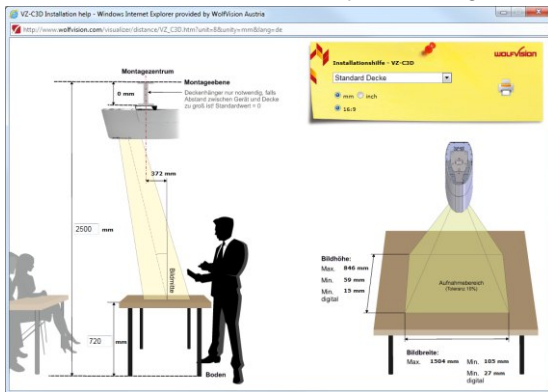 VZ-C3D Installation help - Windows Internet Explorer provided by WolfVision Austria
http://www.wolfvision.com/visualizer/distance/VZ_C3D.htm?unit=8&unity=mm&lang=de
Montagezentrum
Montageebene
0 mm
Deckenhänger nur notwendig, falls
Abstand zwischen Gerät und Decke
zu groß ist! Standardwert = 0
372 mm
2500 mm
Bildmitte
720 mm
Boden
Installationshilfe - VZ-C3D
WOLFVISION
Standard Decke
mm inch
16:9
Bildhöhe:
Max. 846 mm
Min. 59 mm
Min. 15 mm
digital
Aufnahmebereich
(Toleranz 10%)
Bildbreite:
Max. 1504 mm Min. 105 mm
Min. 27 mm
digital